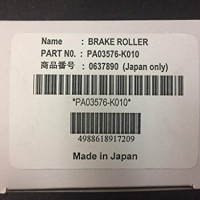 Name : BRAKE ROLLER
PART NO. : PA03576-K010
商品番号 : 0637890 (Japan only)
*PA03576-K010*
4988618917209
Made in Japan